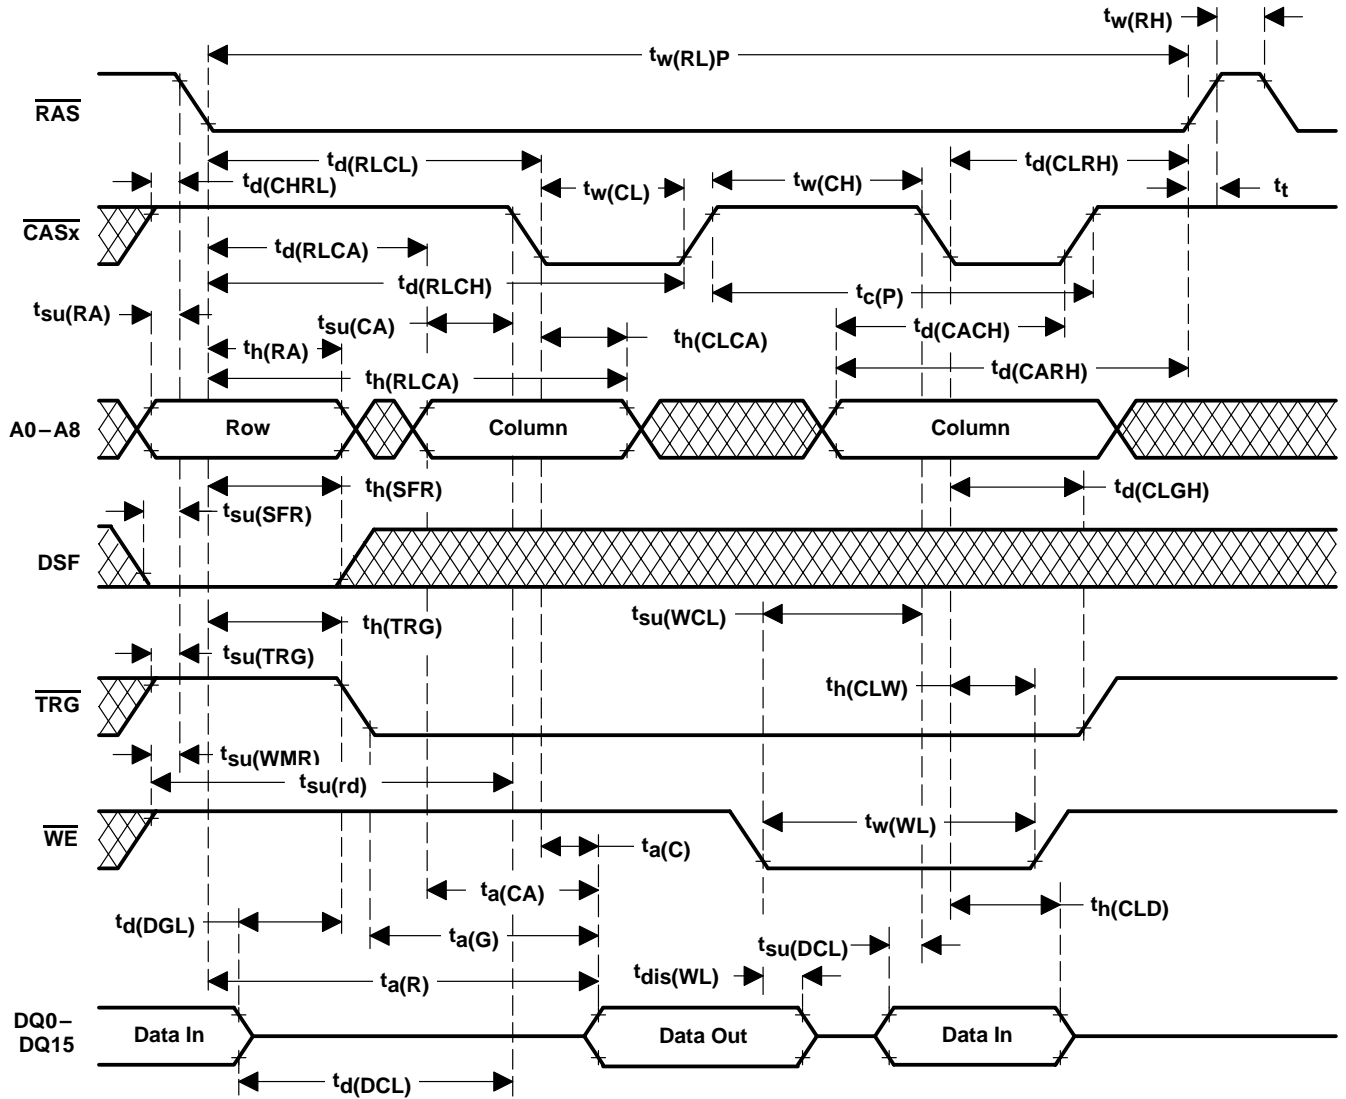 tw(RH)
tw(RL)P
RAS
td(RLCL)
td(CLRH)
td(CHRL)
tw(CL)
tw(CH)
tt
CASx
td(RLCA)
td(RLCH)
tc(P)
tsu(RA)
tsu(CA)
td(CACH)
th(RA)
th(CLCA)
td(CARH)
th(RLCA)
A0–A8
Row
Column
Column
th(SFR)
td(CLGH)
tsu(SFR)
DSF
th(TRG)
tsu(WCL)
tsu(TRG)
TRG
th(CLW)
tsu(WMR)
tsu(rd)
WE
tw(WL)
ta(C)
ta(CA)
th(CLD)
td(DGL)
ta(G)
tsu(DCL)
ta(R)
tdis(WL)
DQ0–
DQ15
Data In
Data Out
Data In
td(DCL)